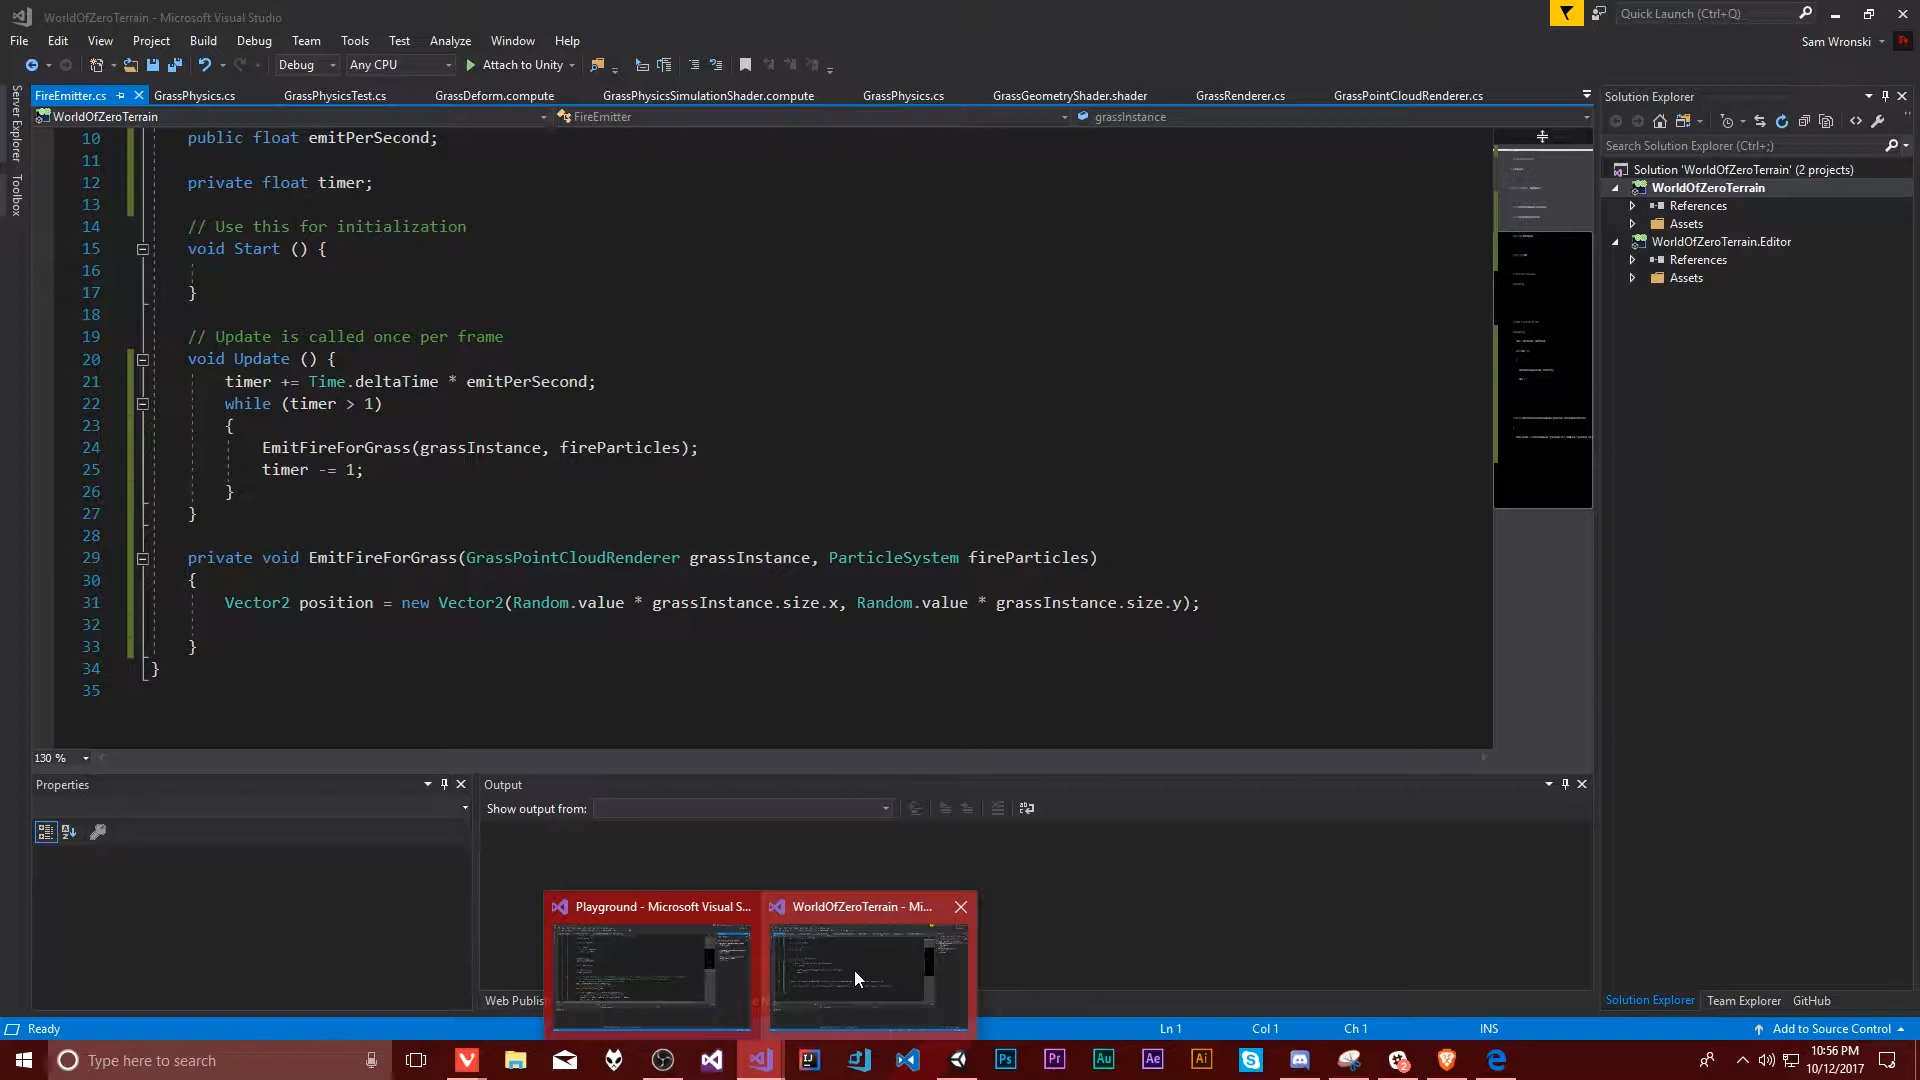 WorldOfZeroTerrain - Microsoft Visual Studio
Quick Launch (Ctrl+Q)
File Edit View Project Build Debug Team Tools Test Analyze Window Help
Sam Wronski
Debug Any CPU Attach to Unity
FireEmitter.cs GrassPhysics.cs GrassPhysicsTest.cs GrassDeform.compute GrassPhysicsSimulationShader.compute GrassPhysics.cs GrassGeometryShader.shader GrassRenderer.cs GrassPointCloudRenderer.cs
WorldOfZeroTerrain FireEmitter grassInstance
Server Explorer
Toolbox
10 public float emitPerSecond;
11
12 private float timer;
13
14 // Use this for initialization
15 void Start () {
16
17 }
18
19 // Update is called once per frame
20 void Update () {
21 timer += Time.deltaTime * emitPerSecond;
22 while (timer > 1)
23 {
24 EmitFireForGrass(grassInstance, fireParticles);
25 timer -= 1;
26 }
27 }
28
29 private void EmitFireForGrass(GrassPointCloudRenderer grassInstance, ParticleSystem fireParticles)
30 {
31 Vector2 position = new Vector2(Random.value * grassInstance.size.x, Random.value * grassInstance.size.y);
32
33 }
34 }
35
130 %
Solution Explorer
Search Solution Explorer (Ctrl+;)
Solution 'WorldOfZeroTerrain' (2 projects)
WorldOfZeroTerrain
References
Assets
WorldOfZeroTerrain.Editor
References
Assets
Properties
Output
Show output from:
Playground - Microsoft Visual S...
WorldOfZeroTerrain - Mi...
Web Publis
Solution Explorer Team Explorer GitHub
Ready Ln 1 Col 1 Ch 1 INS Add to Source Control
Type here to search
10:56 PM
10/12/2017